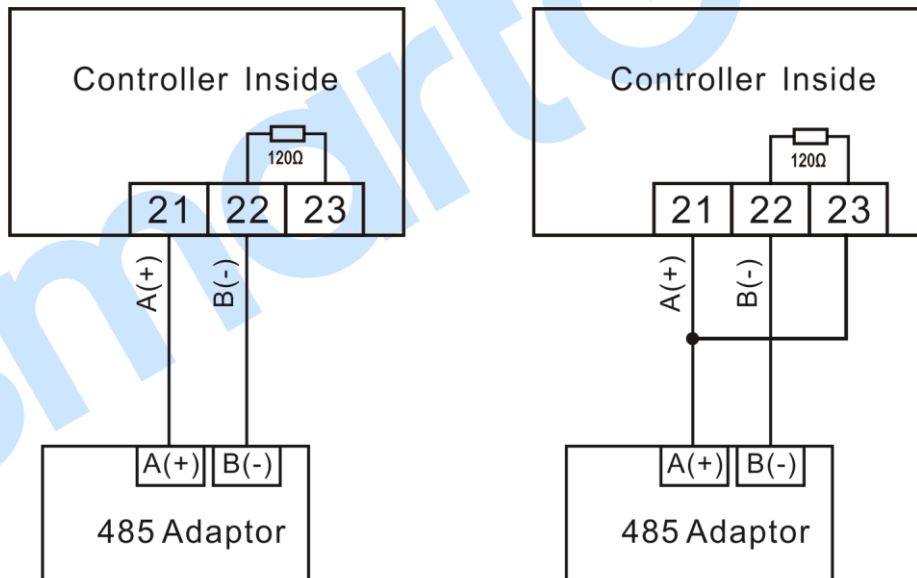 Controller Inside
120Ω
21 22 23
A(+)
B(-)
A(+) B(-)
485 Adaptor
Controller Inside
120Ω
21 22 23
A(+)
B(-)
A(+) B(-)
485 Adaptor